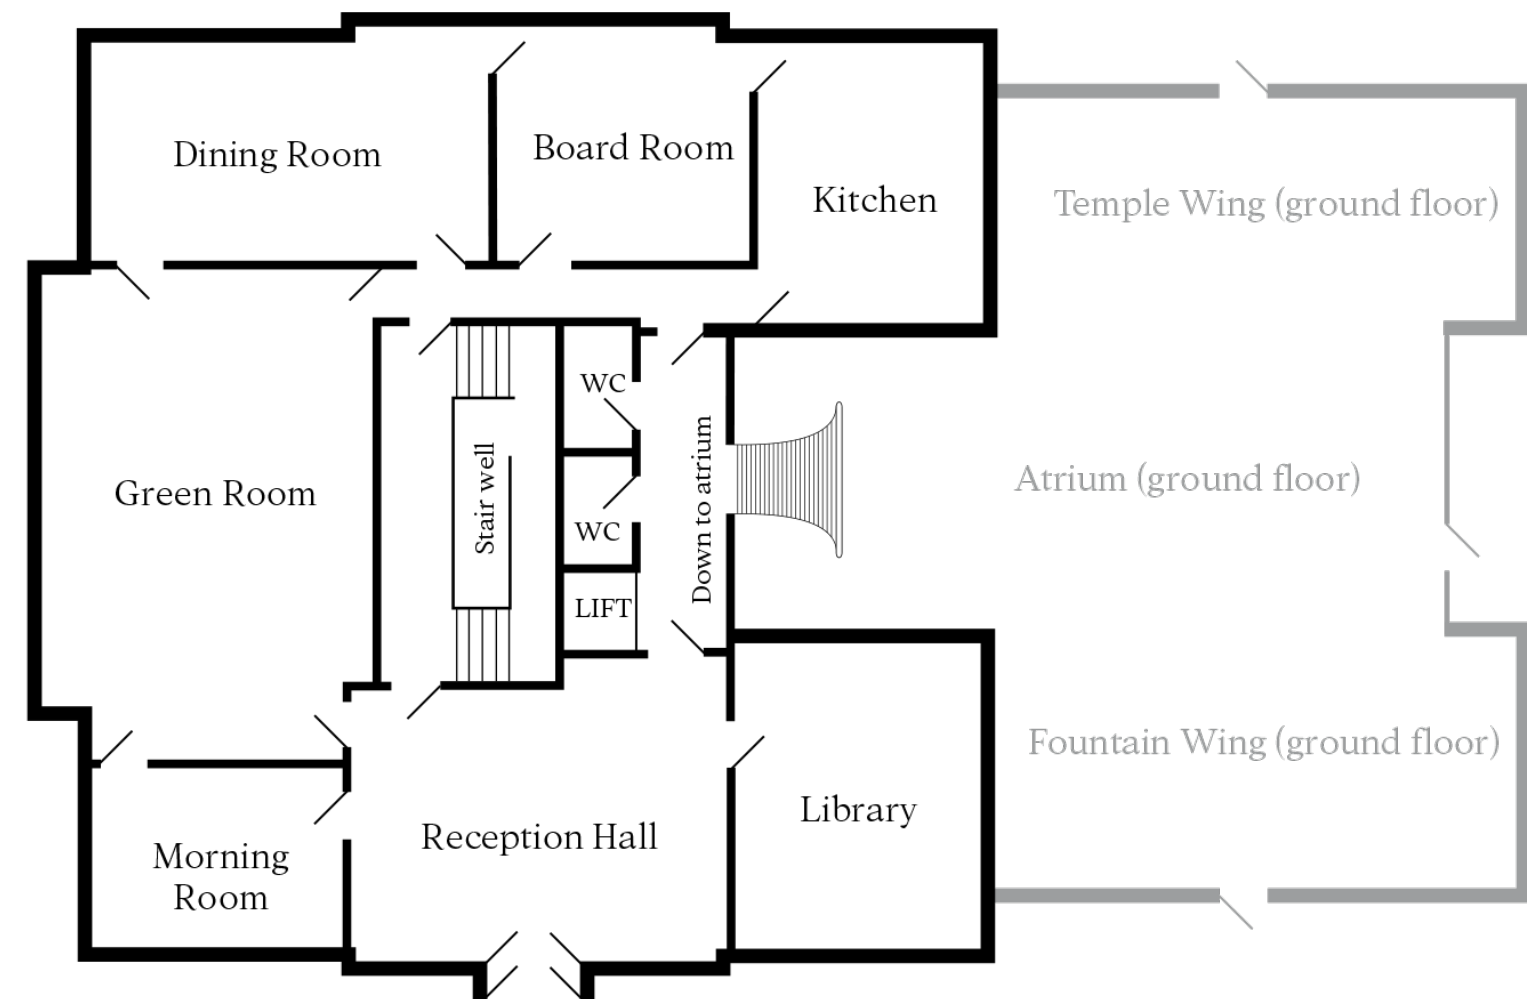 Dining Room
Board Room
Kitchen
Temple Wing (ground floor)
WC
Green Room
Stair well
WC
Down to atrium
Atrium (ground floor)
LIFT
Fountain Wing (ground floor)
Library
Reception Hall
Morning
Room